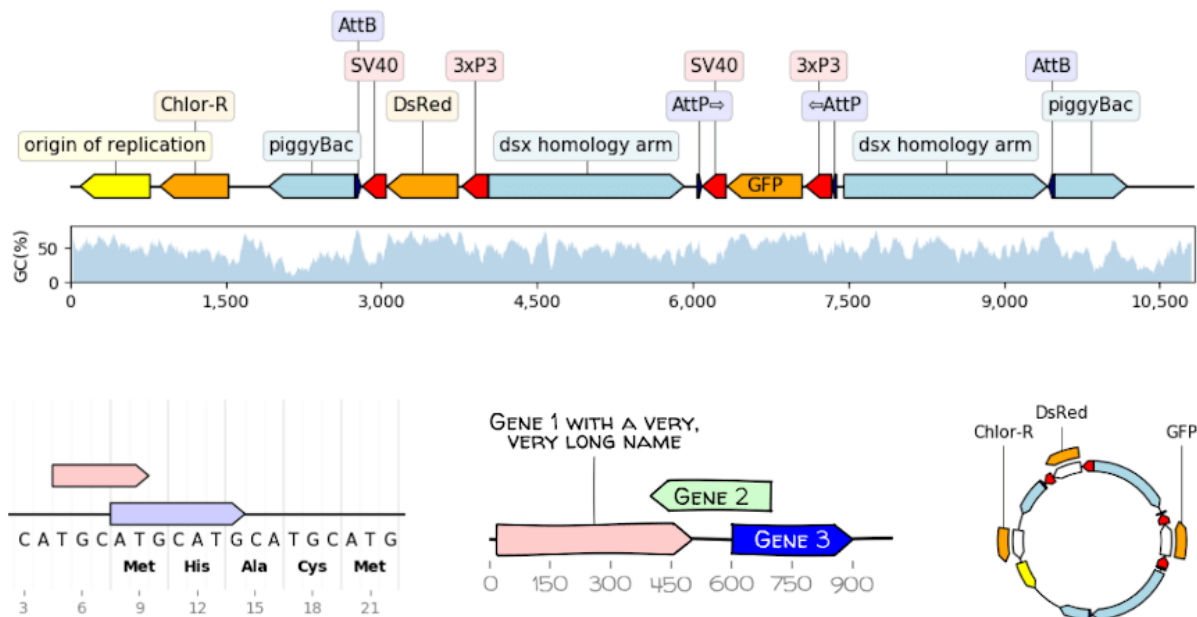 AttB
SV40 3xP3 SV40 3xP3 AttB
Chlor-R DsRed AttP⇨ ⇦AttP piggyBac
origin of replication piggyBac dsx homology arm dsx homology arm
GFP
GC(%)
50
0
0 1,500 3,000 4,500 6,000 7,500 9,000 10,500
GENE 1 WITH A VERY,
VERY LONG NAME
GENE 2
GENE 3
0 150 300 450 600 750 900
C A T G C A T G C A T G C A T G C A T G
Met His Ala Cys Met
3 6 9 12 15 18 21
DsRed
Chlor-R GFP